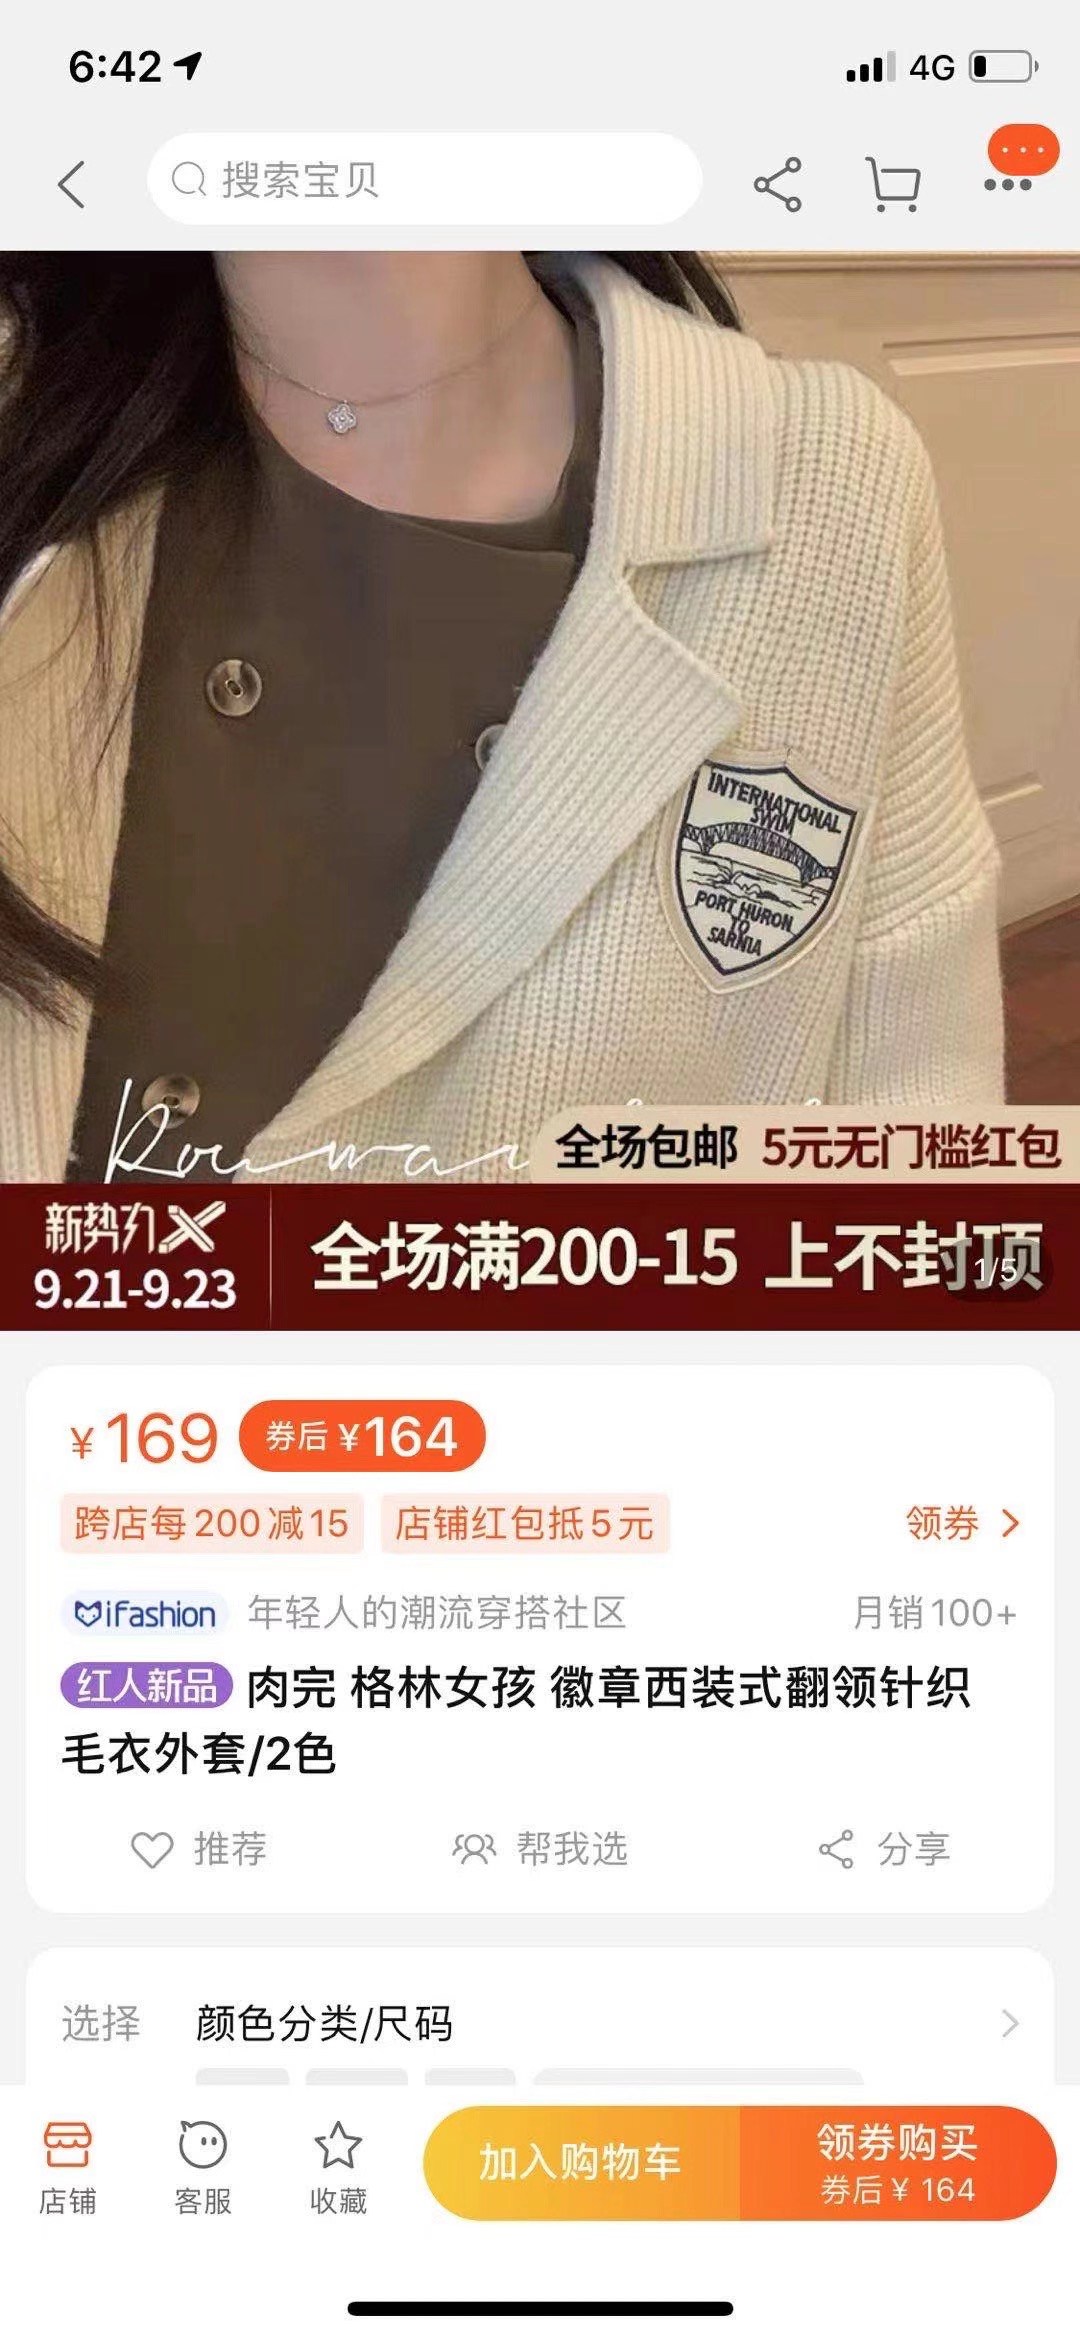 6:42
4G
搜索宝贝
INTERNATIONAL
SWIM
PORT HURON
TO
SARNIA
全场包邮 5元无门槛红包
新势力
9.21-9.23
全场满200-15 上不封顶
1/5
¥169 券后¥164
跨店每200减15 店铺红包抵5元 领券
iFashion 年轻人的潮流穿搭社区 月销100+
红人新品 肉完 格林女孩 徽章西装式翻领针织
毛衣外套/2色
推荐 帮我选 分享
选择 颜色分类/尺码
加入购物车
领券购买
券后¥ 164
店铺 客服 收藏